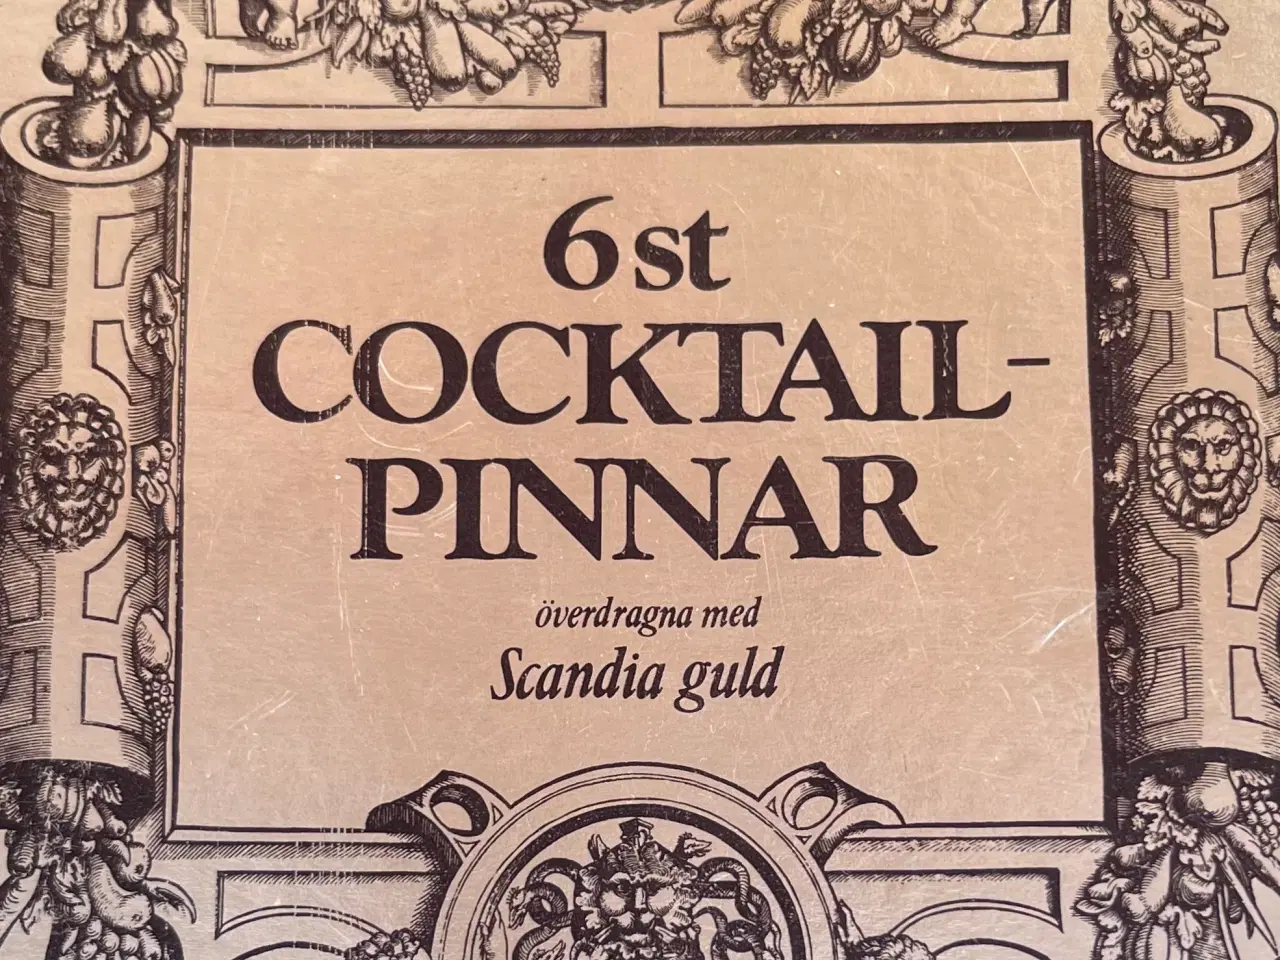 6 st
COCKTAIL-
PINNAR
överdragna med
Scandia guld